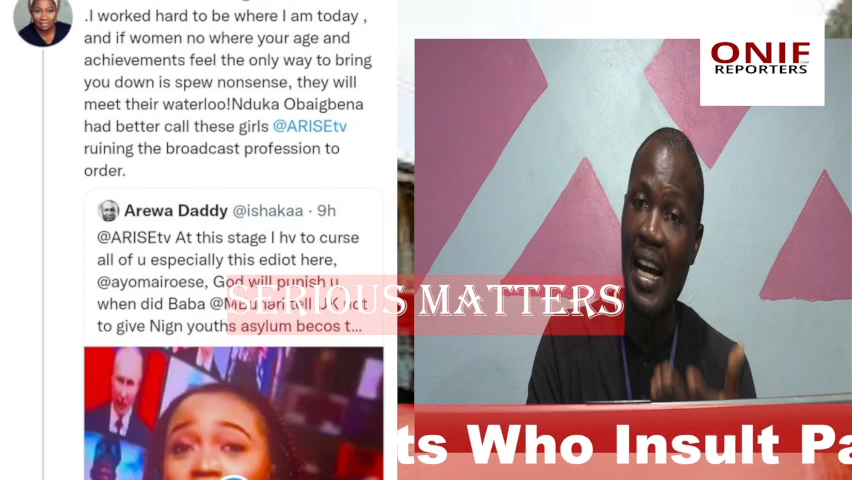 .I worked hard to be where I am today ,
and if women no where your age and
achievements feel the only way to bring
you down is spew nonsense, they will
meet their waterloo!Nduka Obaigbena
had better call these girls @ARISEtv
ruining the broadcast profession to
order.
Arewa Daddy @ishakaa · 9h
@ARISEtv At this stage I hv to curse
all of u especially this ediot here,
@ayomairoese, God will punish u
when did Baba @MBuhari tell UK not
to give Nign youths asylum becos t...
SERIOUS MATTERS
ONIF
REPORTERS
ts Who Insult Pa